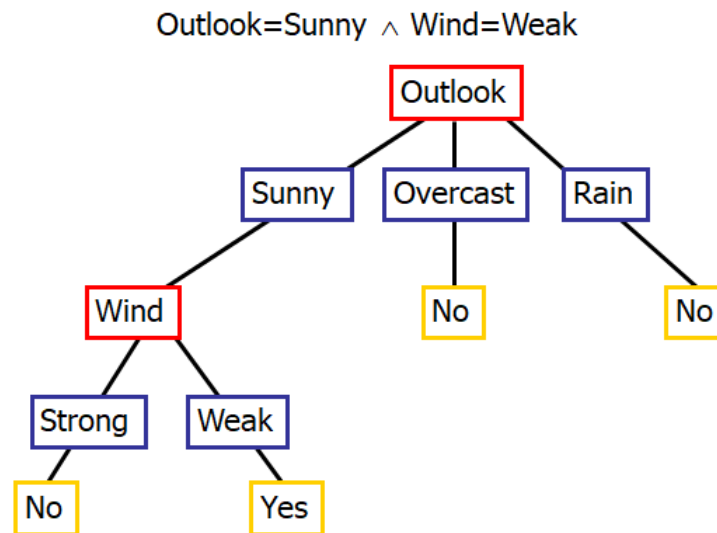 Outlook=Sunny ∧ Wind=Weak
Outlook
Sunny Overcast Rain
Wind No No
Strong Weak
No Yes